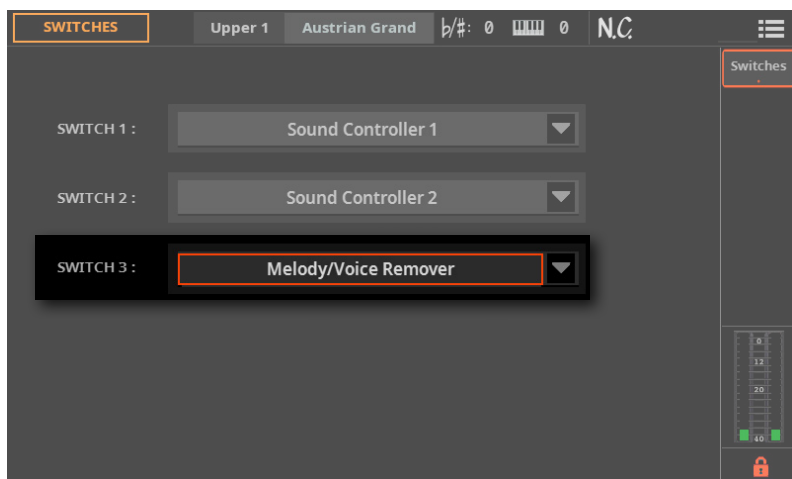 SWITCHES Upper 1 Austrian Grand ♭/#: 0 0 N.C.
Switches
SWITCH 1 : Sound Controller 1
SWITCH 2 : Sound Controller 2
SWITCH 3 : Melody/Voice Remover
0
12
20
40